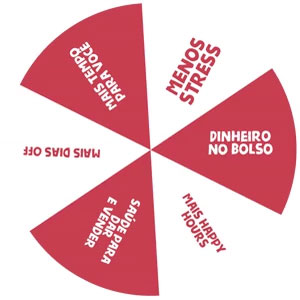 MAIS TEMPO
PARA VOCÊ
MENOS
STRESS
DINHEIRO
NO BOLSO
MAIS HAPPY
HOURS
SAÚDE PARA
DAR
E VENDER
MAIS DIAS OFF